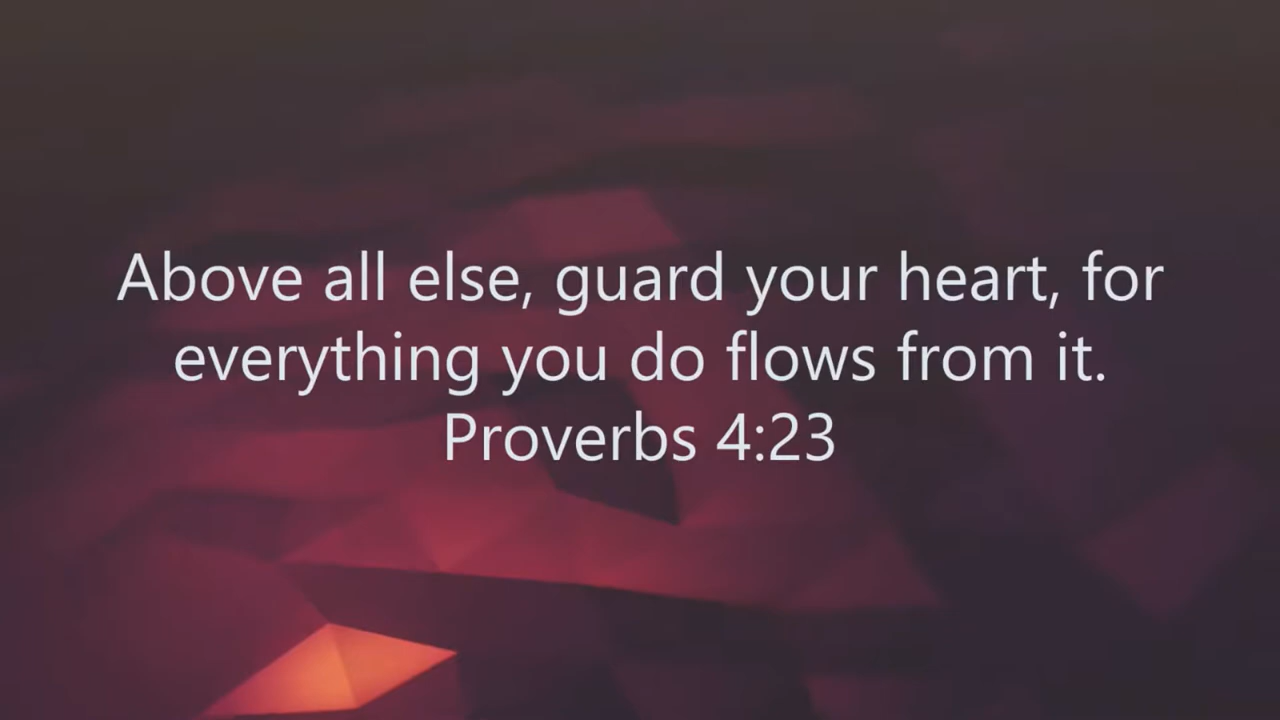 Above all else, guard your heart, for
everything you do flows from it.
Proverbs 4:23